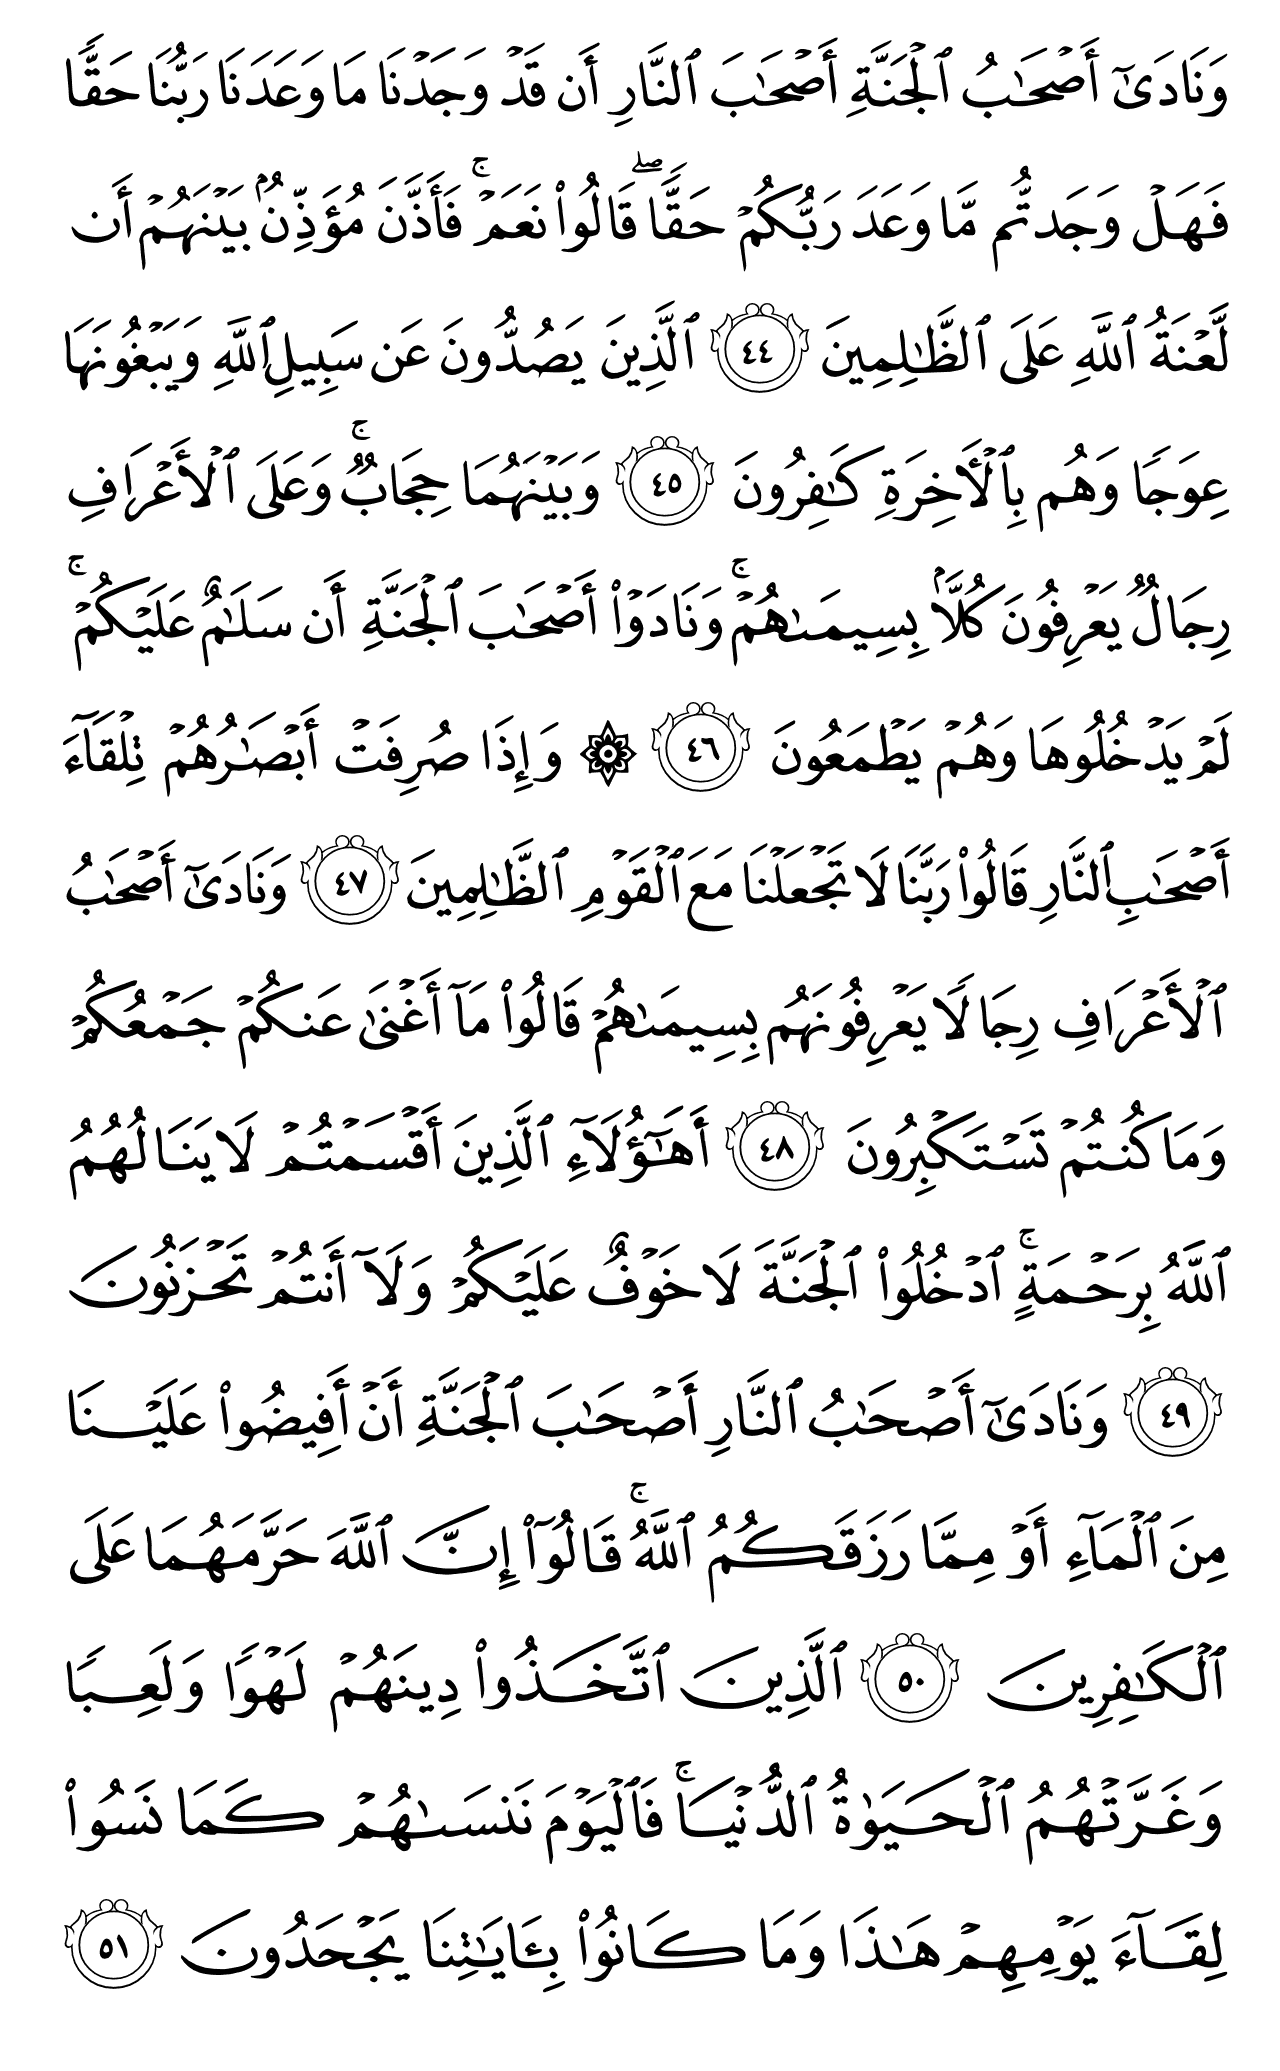 وَنَادَىٰٓ أَصۡحَٰبُ ٱلۡجَنَّةِ أَصۡحَٰبَ ٱلنَّارِ أَن قَدۡ وَجَدۡنَا مَا وَعَدَنَا رَبُّنَا حَقّٗا
فَهَلۡ وَجَدتُّم مَّا وَعَدَ رَبُّكُمۡ حَقّٗاۖ قَالُواْ نَعَمۡۚ فَأَذَّنَ مُؤَذِّنُۢ بَيۡنَهُمۡ أَن
لَّعۡنَةُ ٱللَّهِ عَلَى ٱلظَّٰلِمِينَ ٤٤ ٱلَّذِينَ يَصُدُّونَ عَن سَبِيلِ ٱللَّهِ وَيَبۡغُونَهَا
عِوَجٗا وَهُم بِٱلۡأٓخِرَةِ كَٰفِرُونَ ٤٥ وَبَيۡنَهُمَا حِجَابٞۚ وَعَلَى ٱلۡأَعۡرَافِ
رِجَالٞ يَعۡرِفُونَ كُلَّۢا بِسِيمَىٰهُمۡۚ وَنَادَوۡاْ أَصۡحَٰبَ ٱلۡجَنَّةِ أَن سَلَٰمٌ عَلَيۡكُمۡۚ
لَمۡ يَدۡخُلُوهَا وَهُمۡ يَطۡمَعُونَ ٤٦ ۞ وَإِذَا صُرِفَتۡ أَبۡصَٰرُهُمۡ تِلۡقَآءَ
أَصۡحَٰبِ ٱلنَّارِ قَالُواْ رَبَّنَا لَا تَجۡعَلۡنَا مَعَ ٱلۡقَوۡمِ ٱلظَّٰلِمِينَ ٤٧ وَنَادَىٰٓ أَصۡحَٰبُ
ٱلۡأَعۡرَافِ رِجَالٗا يَعۡرِفُونَهُم بِسِيمَىٰهُمۡ قَالُواْ مَآ أَغۡنَىٰ عَنكُمۡ جَمۡعُكُمۡ
وَمَا كُنتُمۡ تَسۡتَكۡبِرُونَ ٤٨ أَهَٰٓؤُلَآءِ ٱلَّذِينَ أَقۡسَمۡتُمۡ لَا يَنَالُهُمُ
ٱللَّهُ بِرَحۡمَةٍۚ ٱدۡخُلُواْ ٱلۡجَنَّةَ لَا خَوۡفٌ عَلَيۡكُمۡ وَلَآ أَنتُمۡ تَحۡزَنُونَ
٤٩ وَنَادَىٰٓ أَصۡحَٰبُ ٱلنَّارِ أَصۡحَٰبَ ٱلۡجَنَّةِ أَنۡ أَفِيضُواْ عَلَيۡنَا
مِنَ ٱلۡمَآءِ أَوۡ مِمَّا رَزَقَكُمُ ٱللَّهُۚ قَالُوٓاْ إِنَّ ٱللَّهَ حَرَّمَهُمَا عَلَى
ٱلۡكَٰفِرِينَ ٥٠ ٱلَّذِينَ ٱتَّخَذُواْ دِينَهُمۡ لَهۡوٗا وَلَعِبٗا
وَغَرَّتۡهُمُ ٱلۡحَيَوٰةُ ٱلدُّنۡيَاۚ فَٱلۡيَوۡمَ نَنسَىٰهُمۡ كَمَا نَسُواْ
لِقَآءَ يَوۡمِهِمۡ هَٰذَا وَمَا كَانُواْ بِـَٔايَٰتِنَا يَجۡحَدُونَ ٥١